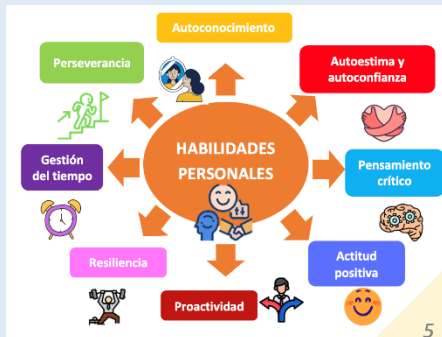 Autoconocimiento
Perseverancia
Autoestima y
autoconfianza
HABILIDADES
PERSONALES
Gestión
del tiempo
Pensamiento
crítico
Resiliencia
Actitud
positiva
Proactividad
5